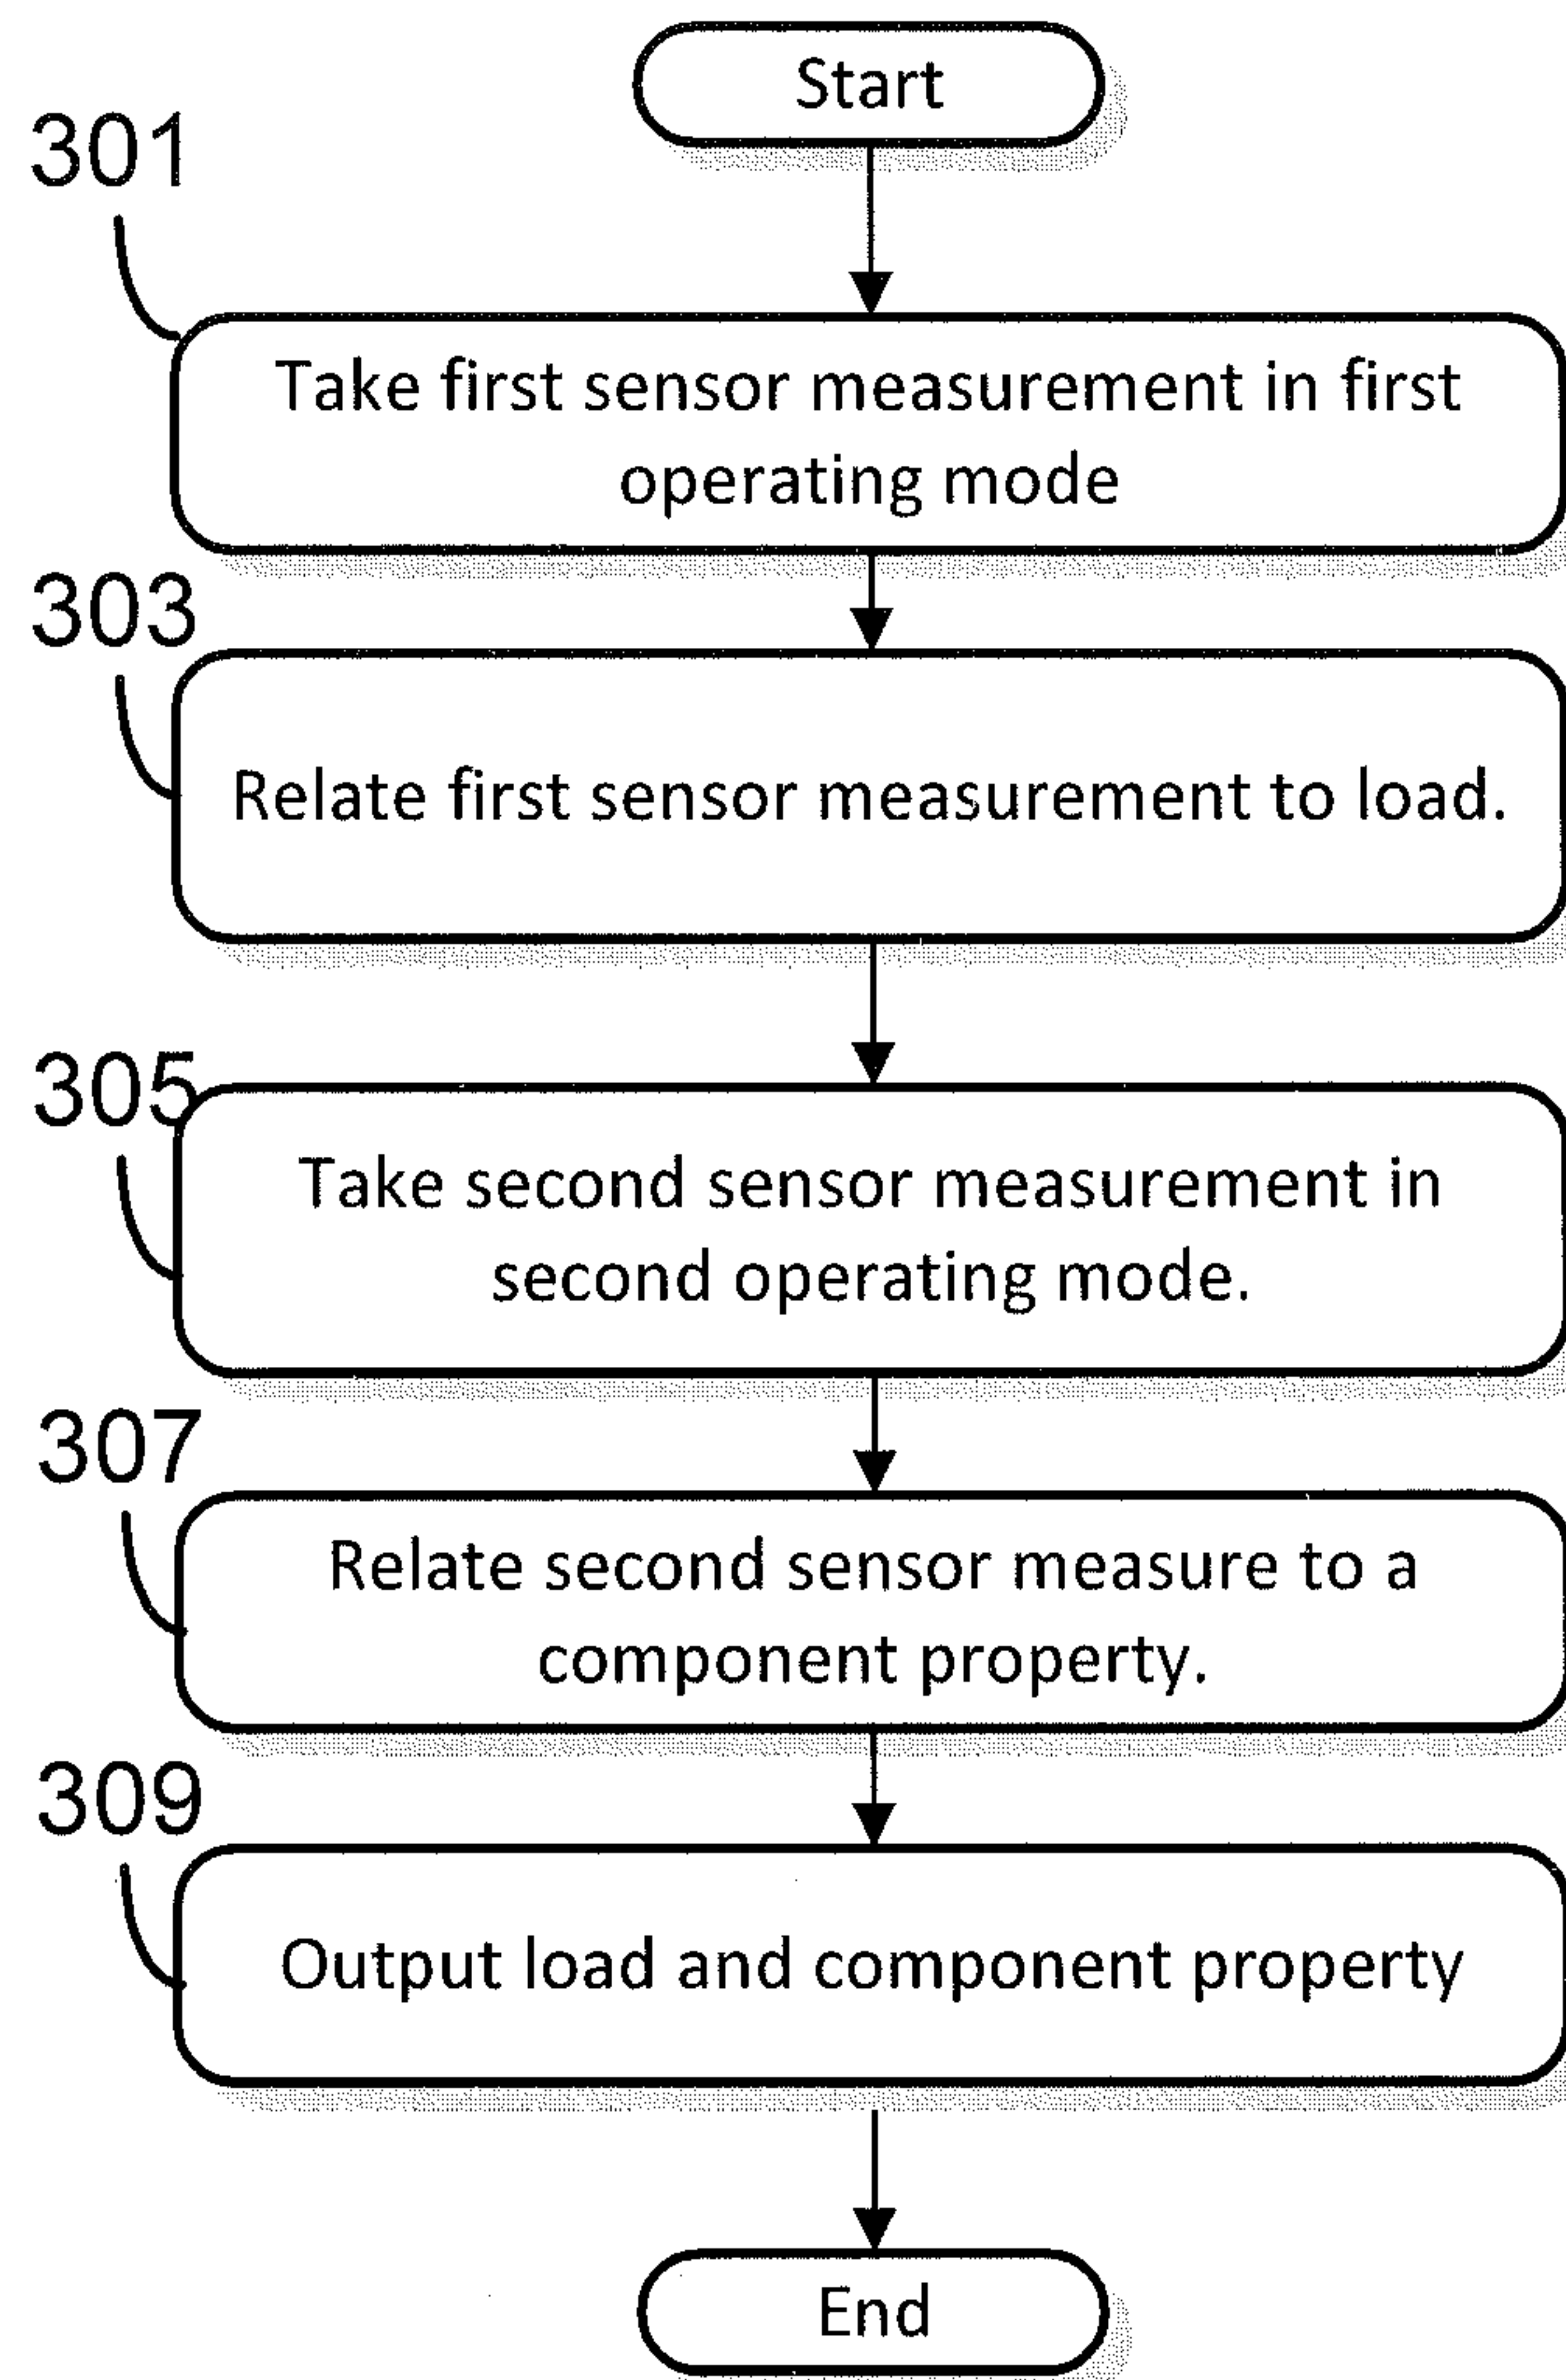 Start
301
Take first sensor measurement in first
operating mode
303
Relate first sensor measurement to load.
305
Take second sensor measurement in
second operating mode.
307
Relate second sensor measure to a
component property.
309
Output load and component property
End